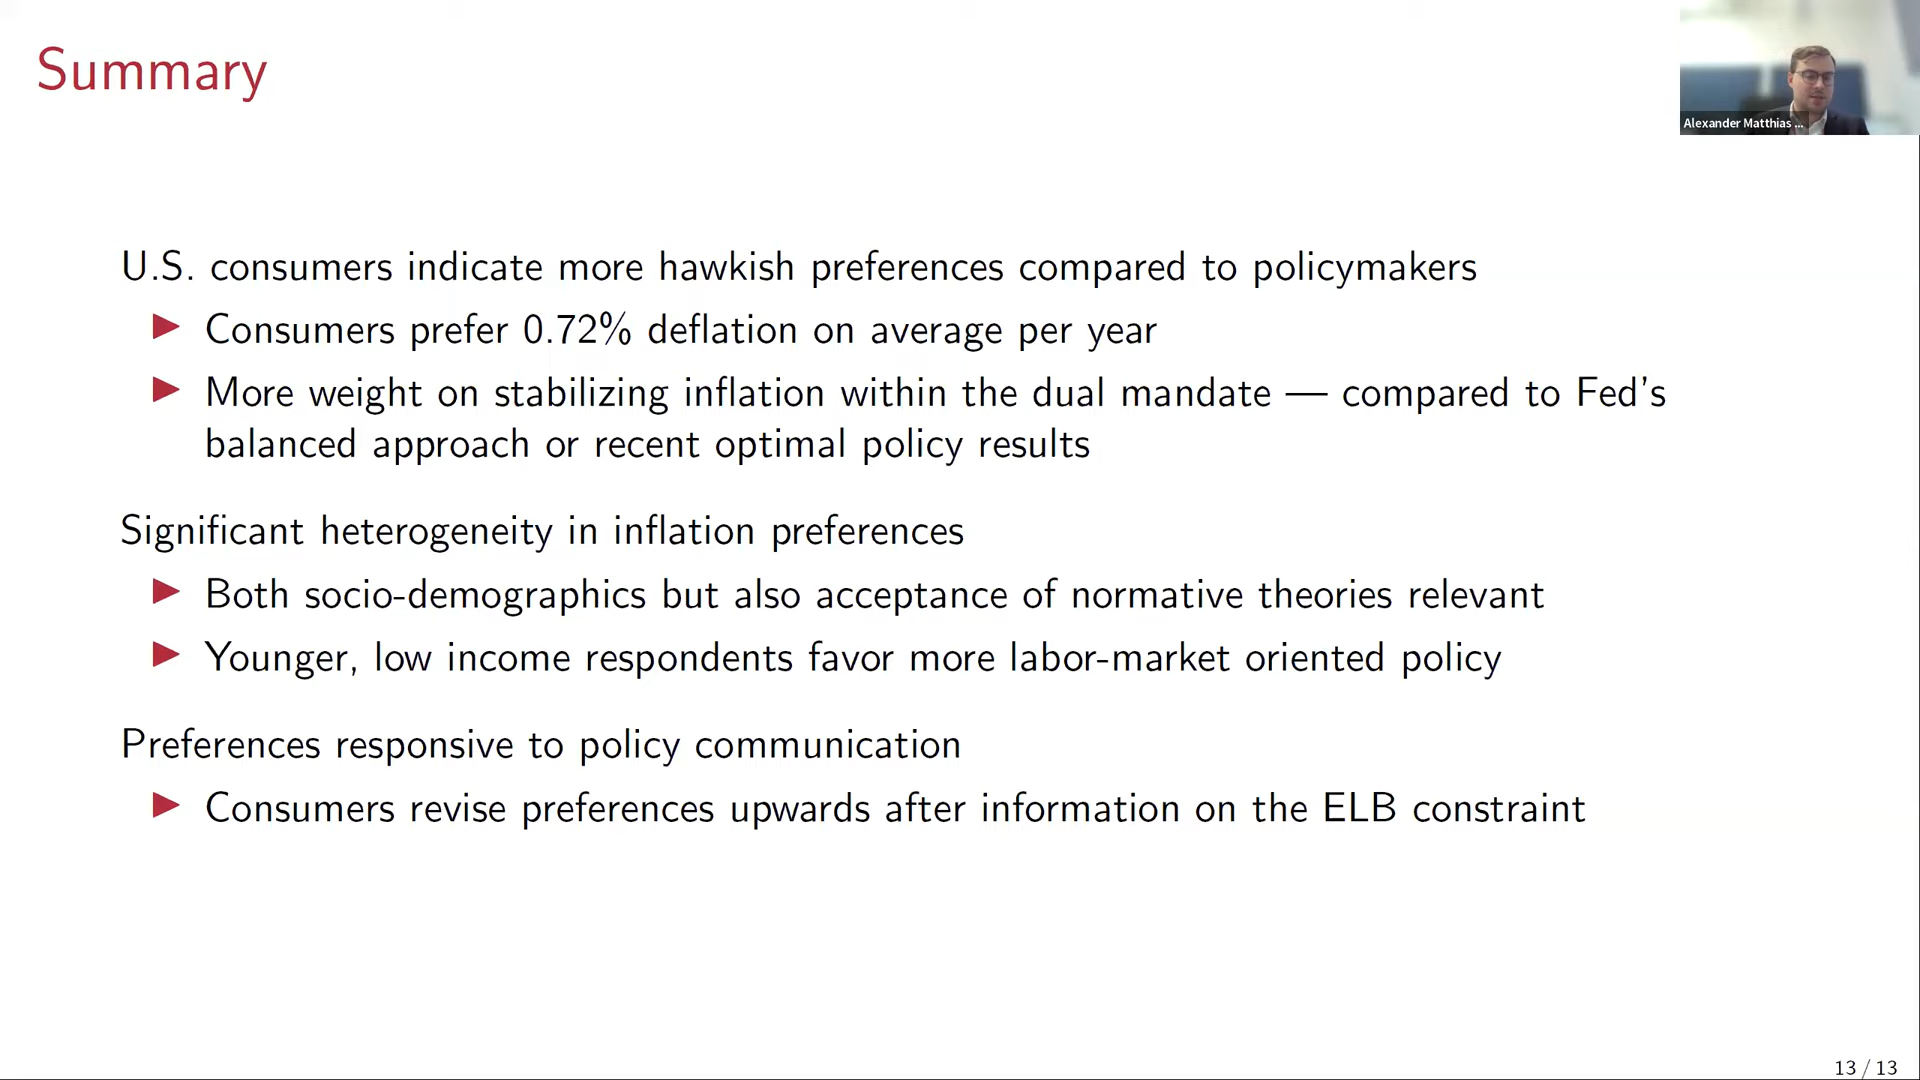 Summary
Alexander Matthias ...
U.S. consumers indicate more hawkish preferences compared to policymakers
▶ Consumers prefer 0.72% deflation on average per year
▶ More weight on stabilizing inflation within the dual mandate — compared to Fed's
balanced approach or recent optimal policy results
Significant heterogeneity in inflation preferences
▶ Both socio-demographics but also acceptance of normative theories relevant
▶ Younger, low income respondents favor more labor-market oriented policy
Preferences responsive to policy communication
▶ Consumers revise preferences upwards after information on the ELB constraint
13 / 13